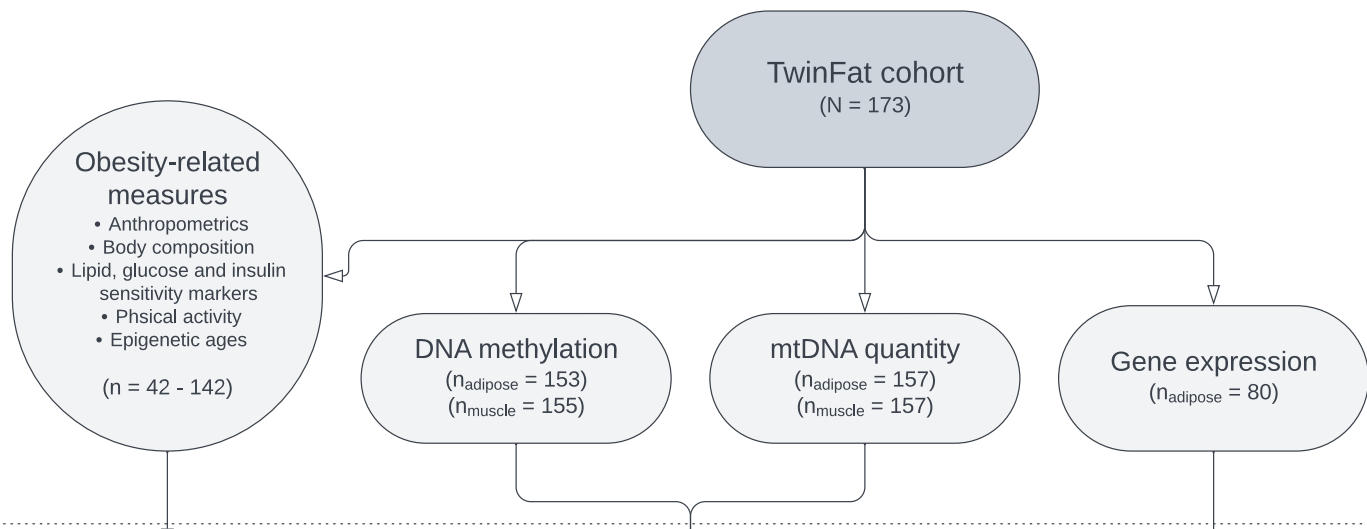 TwinFat cohort
(N = 173)
Obesity-related
measures
• Anthropometrics
• Body composition
• Lipid, glucose and insulin
sensitivity markers
• Phsical activity
• Epigenetic ages
(n = 42 - 142)
DNA methylation
(nadipose = 153)
(nmuscle = 155)
mtDNA quantity
(nadipose = 157)
(nmuscle = 157)
Gene expression
(nadipose = 80)